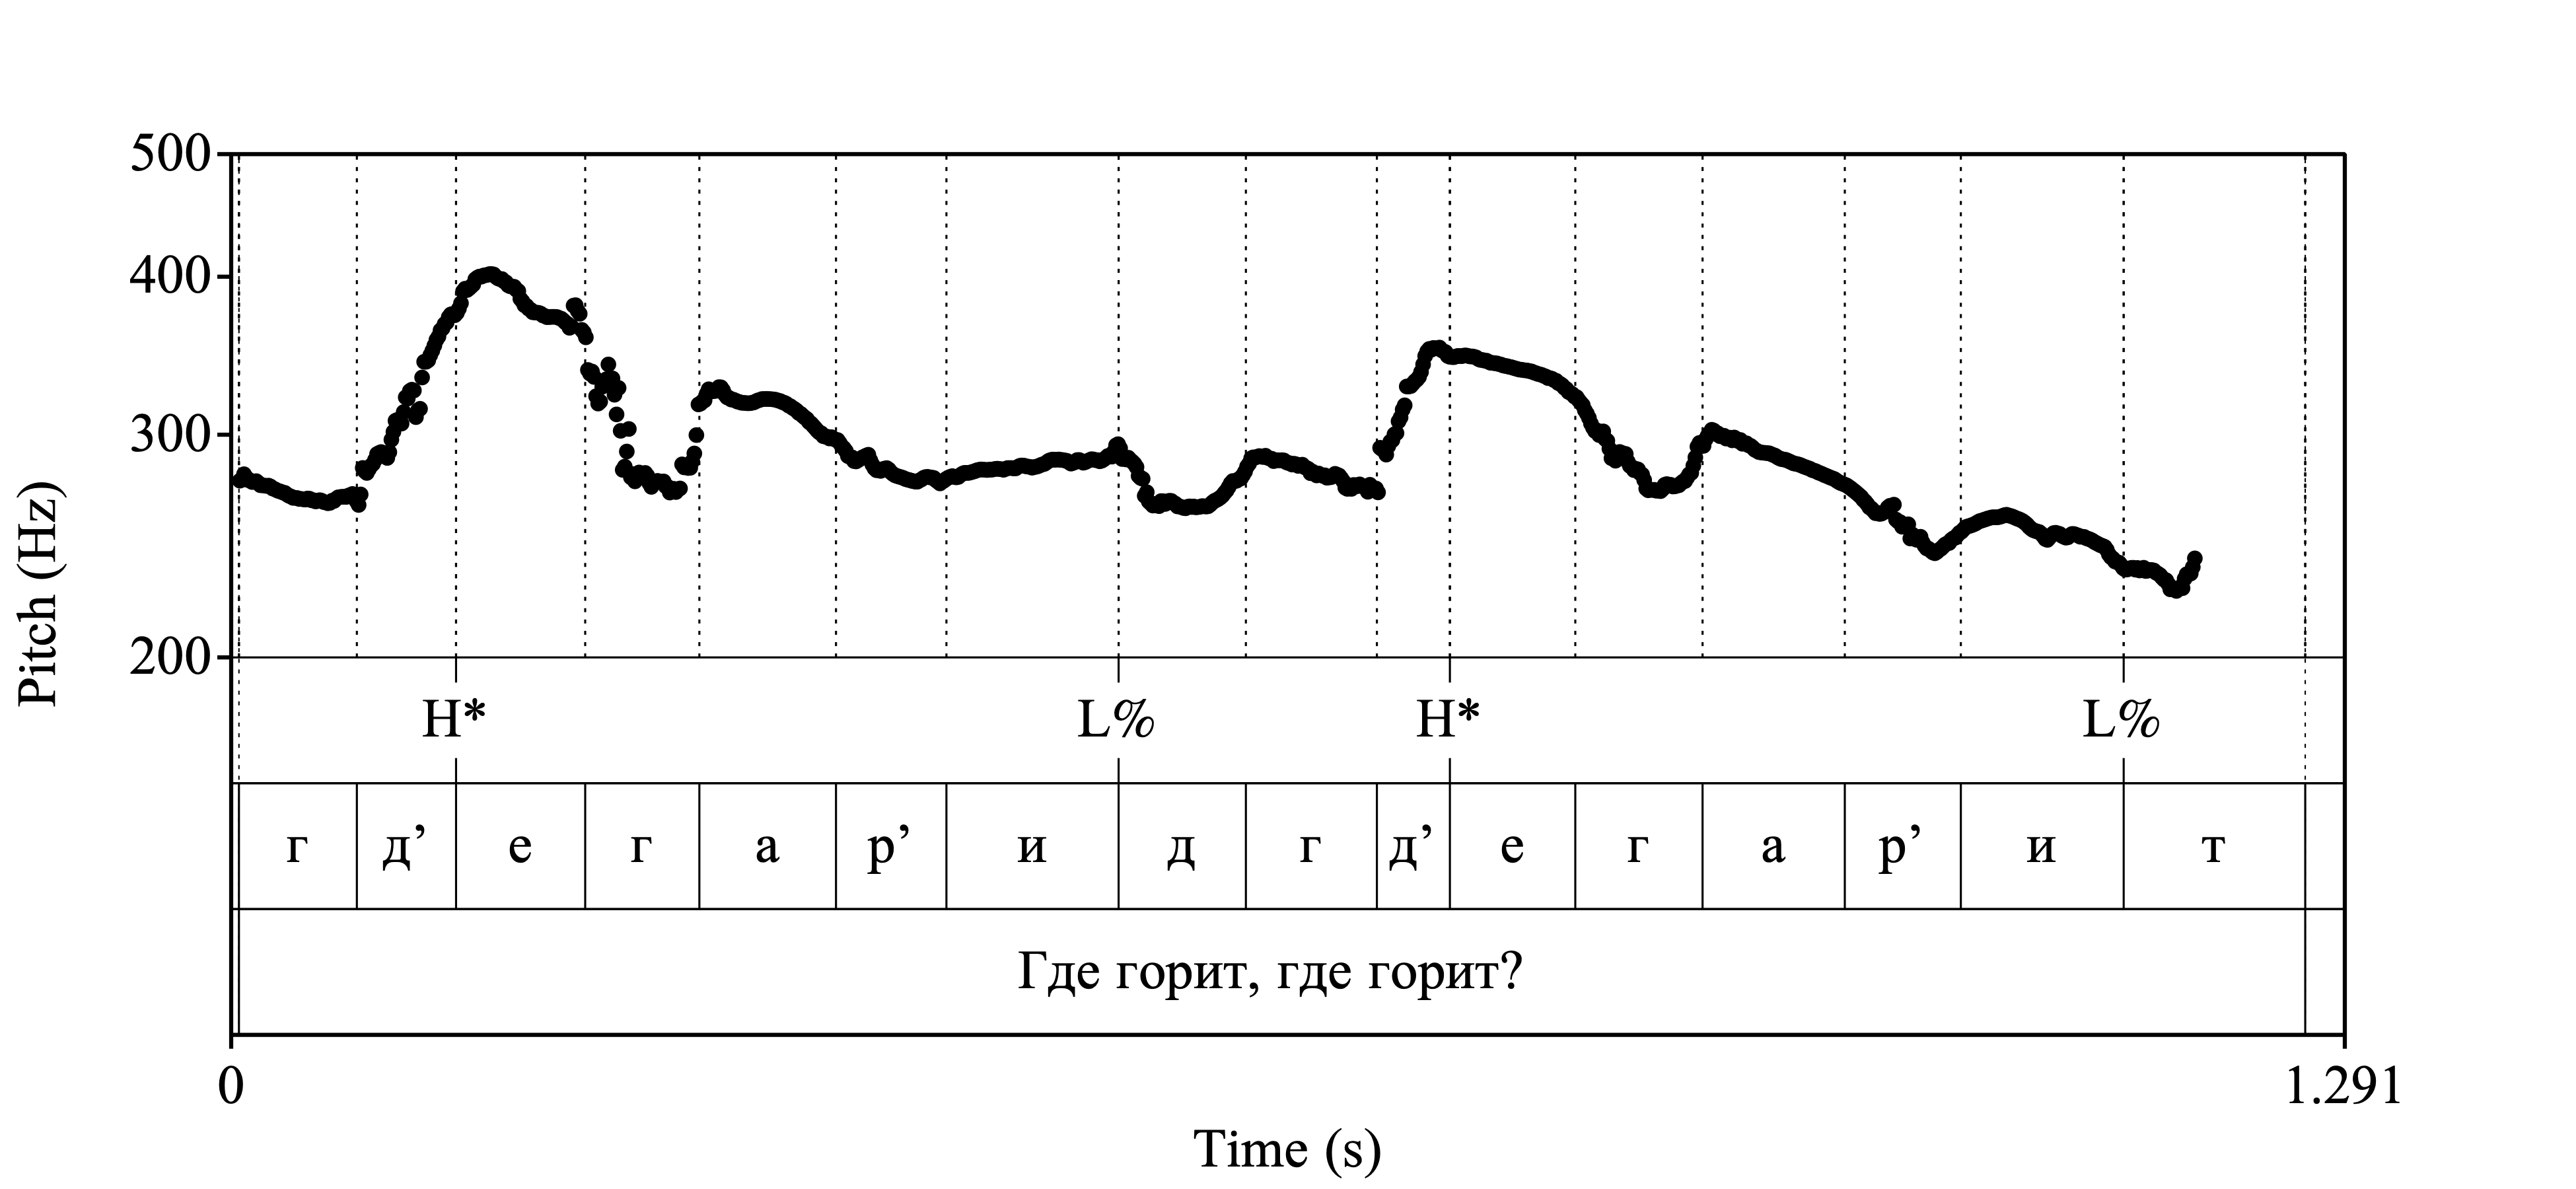 500
400
300
200
Pitch (Hz)
H* L% H* L%
г д’ е г а р’ и д г д’ е г а р’ и т
Где горит, где горит?
0 1.291
Time (s)